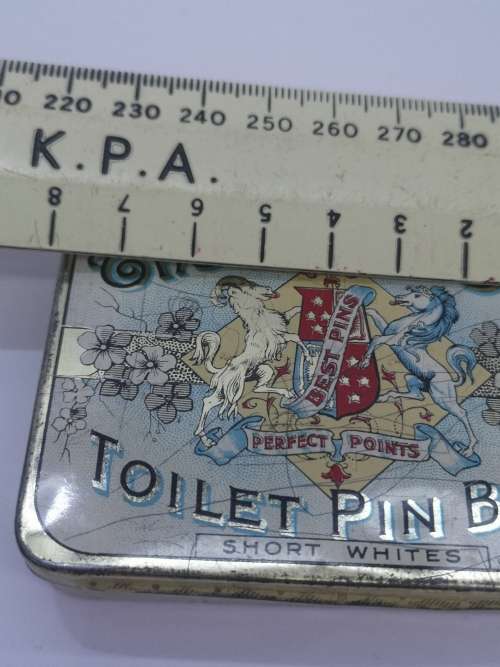 220 230 240 250 260 270 280
K.P.A.
8 7 6 5 4 3 2
BEST PINS
PERFECT POINTS
TOILET PIN B
SHORT WHITES